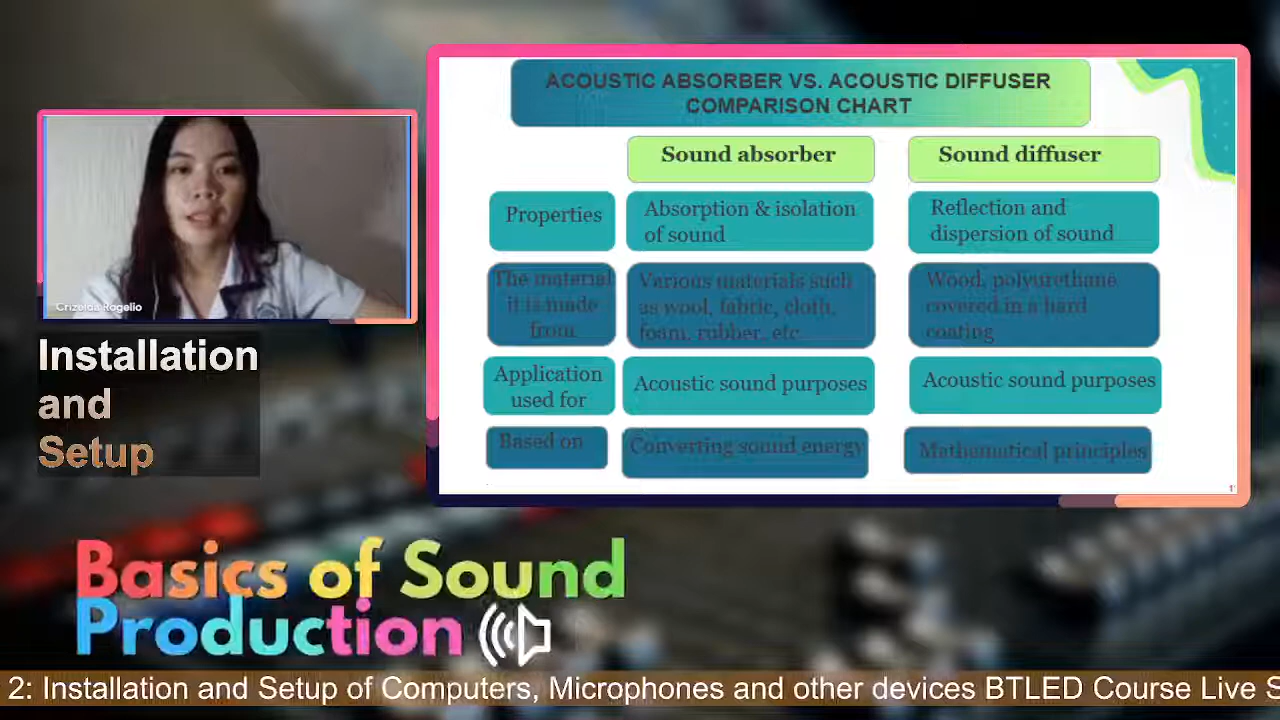 ACOUSTIC ABSORBER VS. ACOUSTIC DIFFUSER
COMPARISON CHART
Sound absorber
Sound diffuser
Properties
Absorption & isolation
of sound
Reflection and
dispersion of sound
The material
it is made
from
Various materials such
as wool, fabric, cloth,
foam, rubber, etc
Wood, polyurethane
covered in a hard
coating
Application
used for
Acoustic sound purposes
Acoustic sound purposes
Based on
Converting sound energy
Mathematical principles
Crizelda Rogelio
Installation
and
Setup
Basics of Sound
Production
2: Installation and Setup of Computers, Microphones and other devices BTLED Course Live S